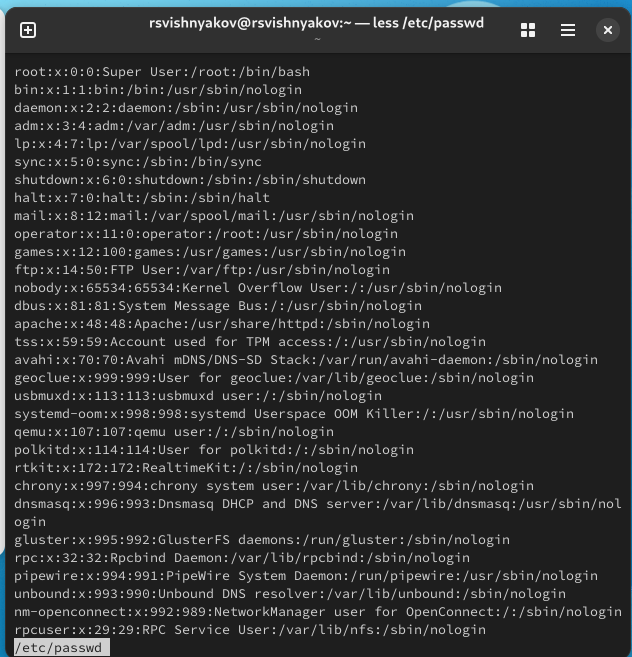 rsvishnyakov@rsvishnyakov:~ — less /etc/passwd
~
root:x:0:0:Super User:/root:/bin/bash
bin:x:1:1:bin:/bin:/usr/sbin/nologin
daemon:x:2:2:daemon:/sbin:/usr/sbin/nologin
adm:x:3:4:adm:/var/adm:/usr/sbin/nologin
lp:x:4:7:lp:/var/spool/lpd:/usr/sbin/nologin
sync:x:5:0:sync:/sbin:/bin/sync
shutdown:x:6:0:shutdown:/sbin:/sbin/shutdown
halt:x:7:0:halt:/sbin:/sbin/halt
mail:x:8:12:mail:/var/spool/mail:/usr/sbin/nologin
operator:x:11:0:operator:/root:/usr/sbin/nologin
games:x:12:100:games:/usr/games:/usr/sbin/nologin
ftp:x:14:50:FTP User:/var/ftp:/usr/sbin/nologin
nobody:x:65534:65534:Kernel Overflow User:/:/usr/sbin/nologin
dbus:x:81:81:System Message Bus:/:/usr/sbin/nologin
apache:x:48:48:Apache:/usr/share/httpd:/sbin/nologin
tss:x:59:59:Account used for TPM access:/:/usr/sbin/nologin
avahi:x:70:70:Avahi mDNS/DNS-SD Stack:/var/run/avahi-daemon:/sbin/nologin
geoclue:x:999:999:User for geoclue:/var/lib/geoclue:/sbin/nologin
usbmuxd:x:113:113:usbmuxd user:/:/sbin/nologin
systemd-oom:x:998:998:systemd Userspace OOM Killer:/:/usr/sbin/nologin
qemu:x:107:107:qemu user:/:/sbin/nologin
polkitd:x:114:114:User for polkitd:/:/sbin/nologin
rtkit:x:172:172:RealtimeKit:/:/sbin/nologin
chrony:x:997:994:chrony system user:/var/lib/chrony:/sbin/nologin
dnsmasq:x:996:993:Dnsmasq DHCP and DNS server:/var/lib/dnsmasq:/usr/sbin/nol
ogin
gluster:x:995:992:GlusterFS daemons:/run/gluster:/sbin/nologin
rpc:x:32:32:Rpcbind Daemon:/var/lib/rpcbind:/sbin/nologin
pipewire:x:994:991:PipeWire System Daemon:/run/pipewire:/usr/sbin/nologin
unbound:x:993:990:Unbound DNS resolver:/var/lib/unbound:/sbin/nologin
nm-openconnect:x:992:989:NetworkManager user for OpenConnect:/:/sbin/nologin
rpcuser:x:29:29:RPC Service User:/var/lib/nfs:/sbin/nologin
/etc/passwd